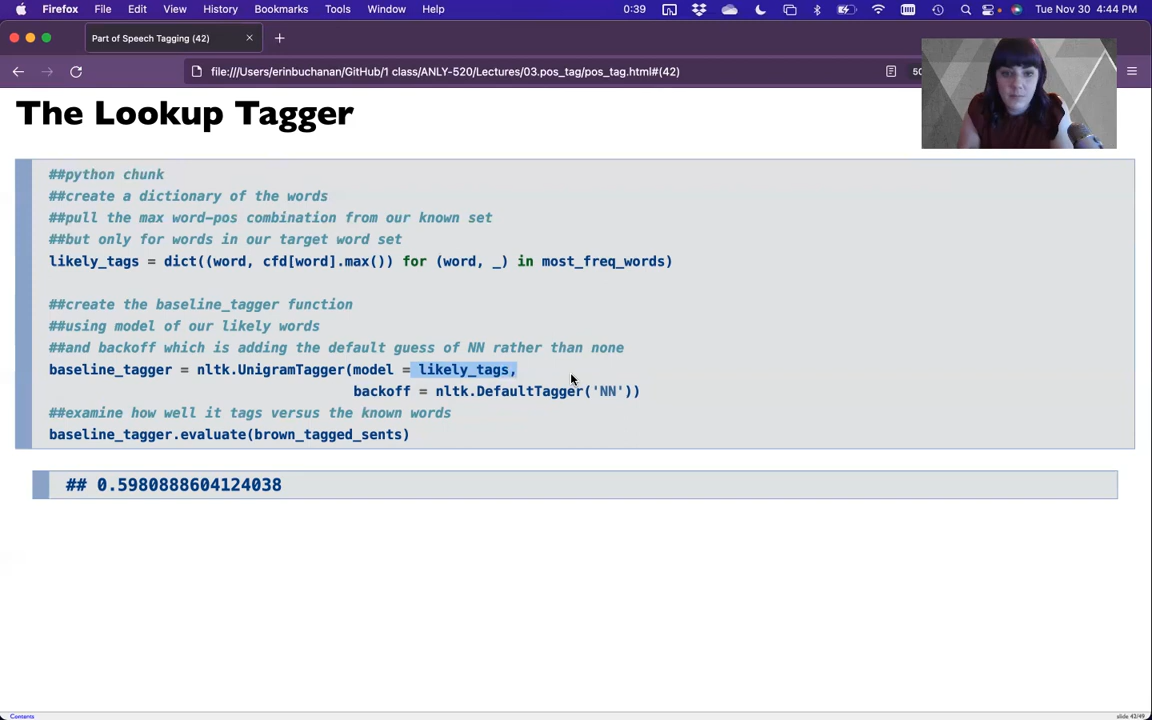 Firefox File Edit View History Bookmarks Tools Window Help 0:39 Tue Nov 30 4:44 PM
Part of Speech Tagging (42)
file:///Users/erinbuchanan/GitHub/1 class/ANLY-520/Lectures/03.pos_tag/pos_tag.html#(42)
The Lookup Tagger
##python chunk
##create a dictionary of the words
##pull the max word-pos combination from our known set
##but only for words in our target word set
likely_tags = dict((word, cfd[word].max()) for (word, _) in most_freq_words)
##create the baseline_tagger function
##using model of our likely words
##and backoff which is adding the default guess of NN rather than none
baseline_tagger = nltk.UnigramTagger(model = likely_tags,
backoff = nltk.DefaultTagger('NN'))
##examine how well it tags versus the known words
baseline_tagger.evaluate(brown_tagged_sents)
## 0.5980888604124038
Contents
slide 43/49